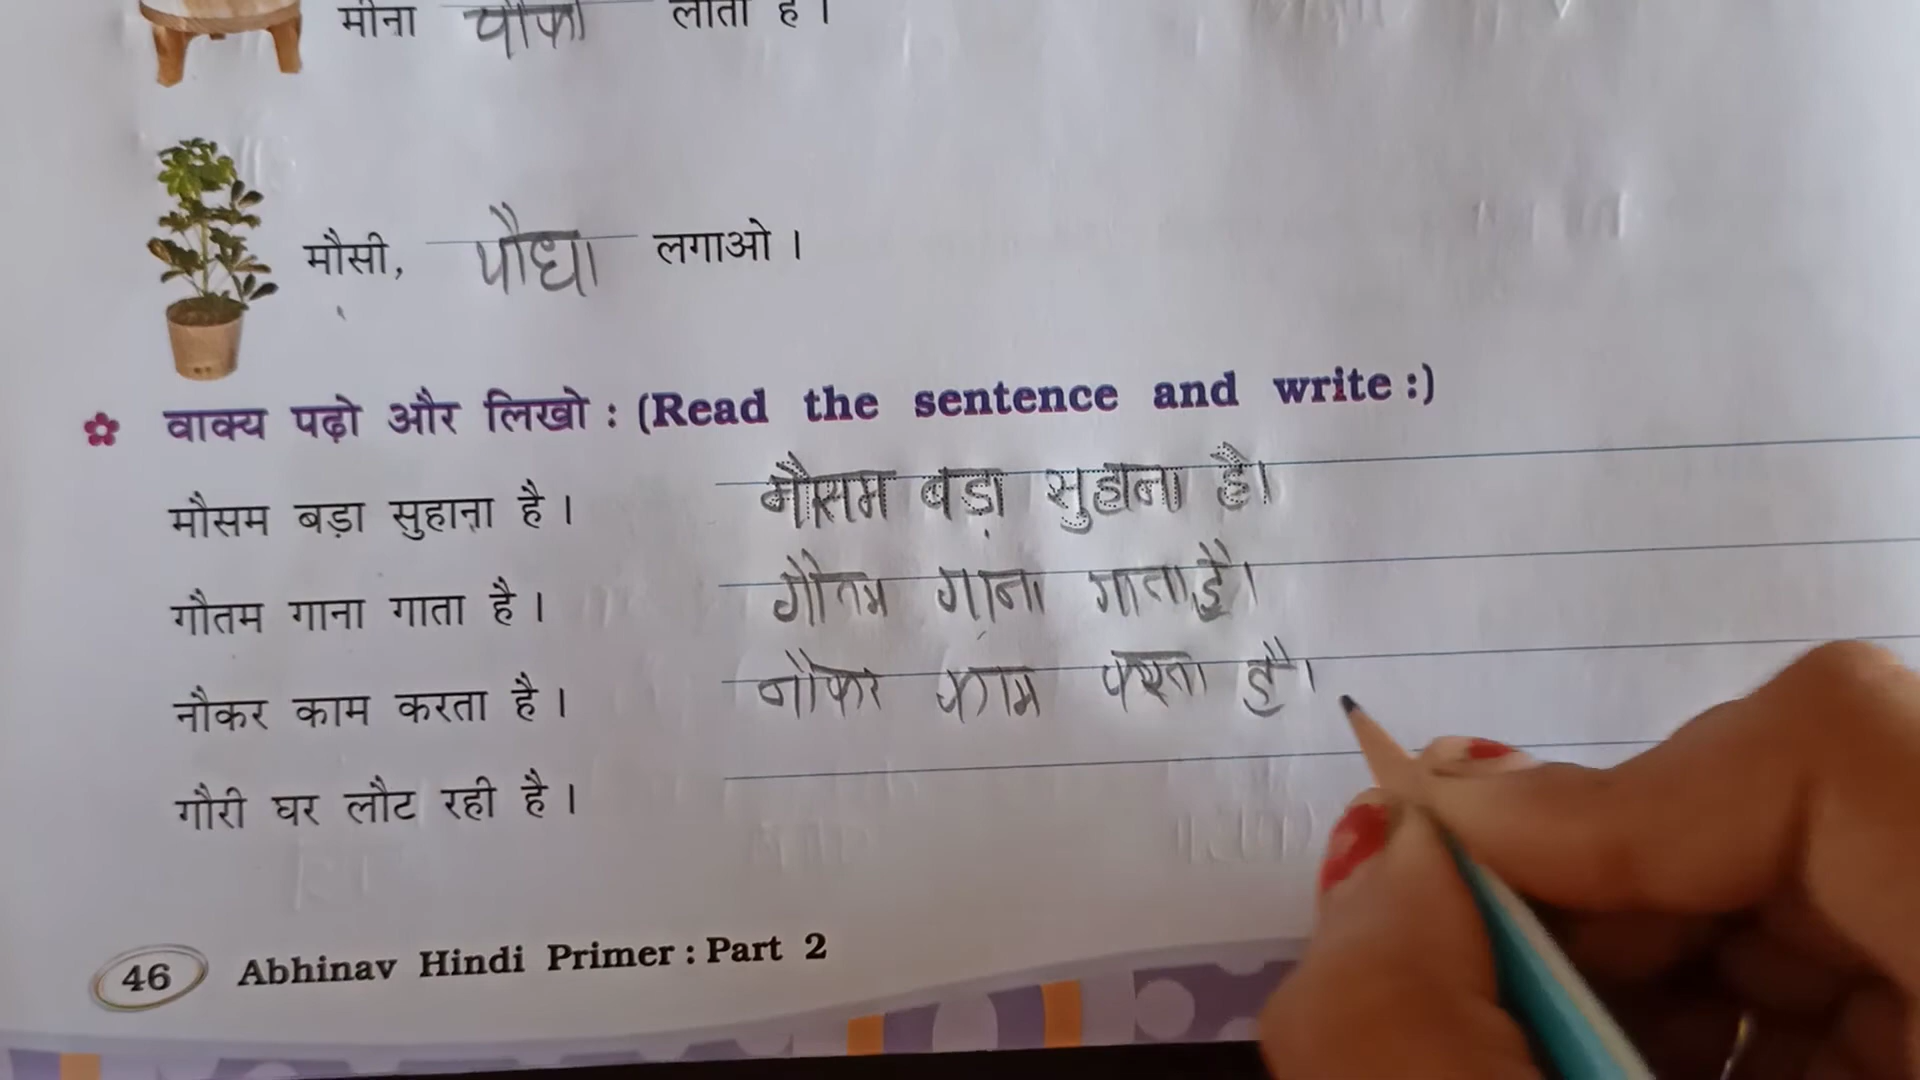 मीना चौका लाती है ।
मौसी, पौधा लगाओ ।
वाक्य पढ़ो और लिखो : (Read the sentence and write :)
मौसम बड़ा सुहाना है । मौसम बड़ा सुहाना है।
गौतम गाना गाता है । गौतम गाना गाता है।
नौकर काम करता है । नौकर काम करता है।
गौरी घर लौट रही है ।
46 Abhinav Hindi Primer : Part 2